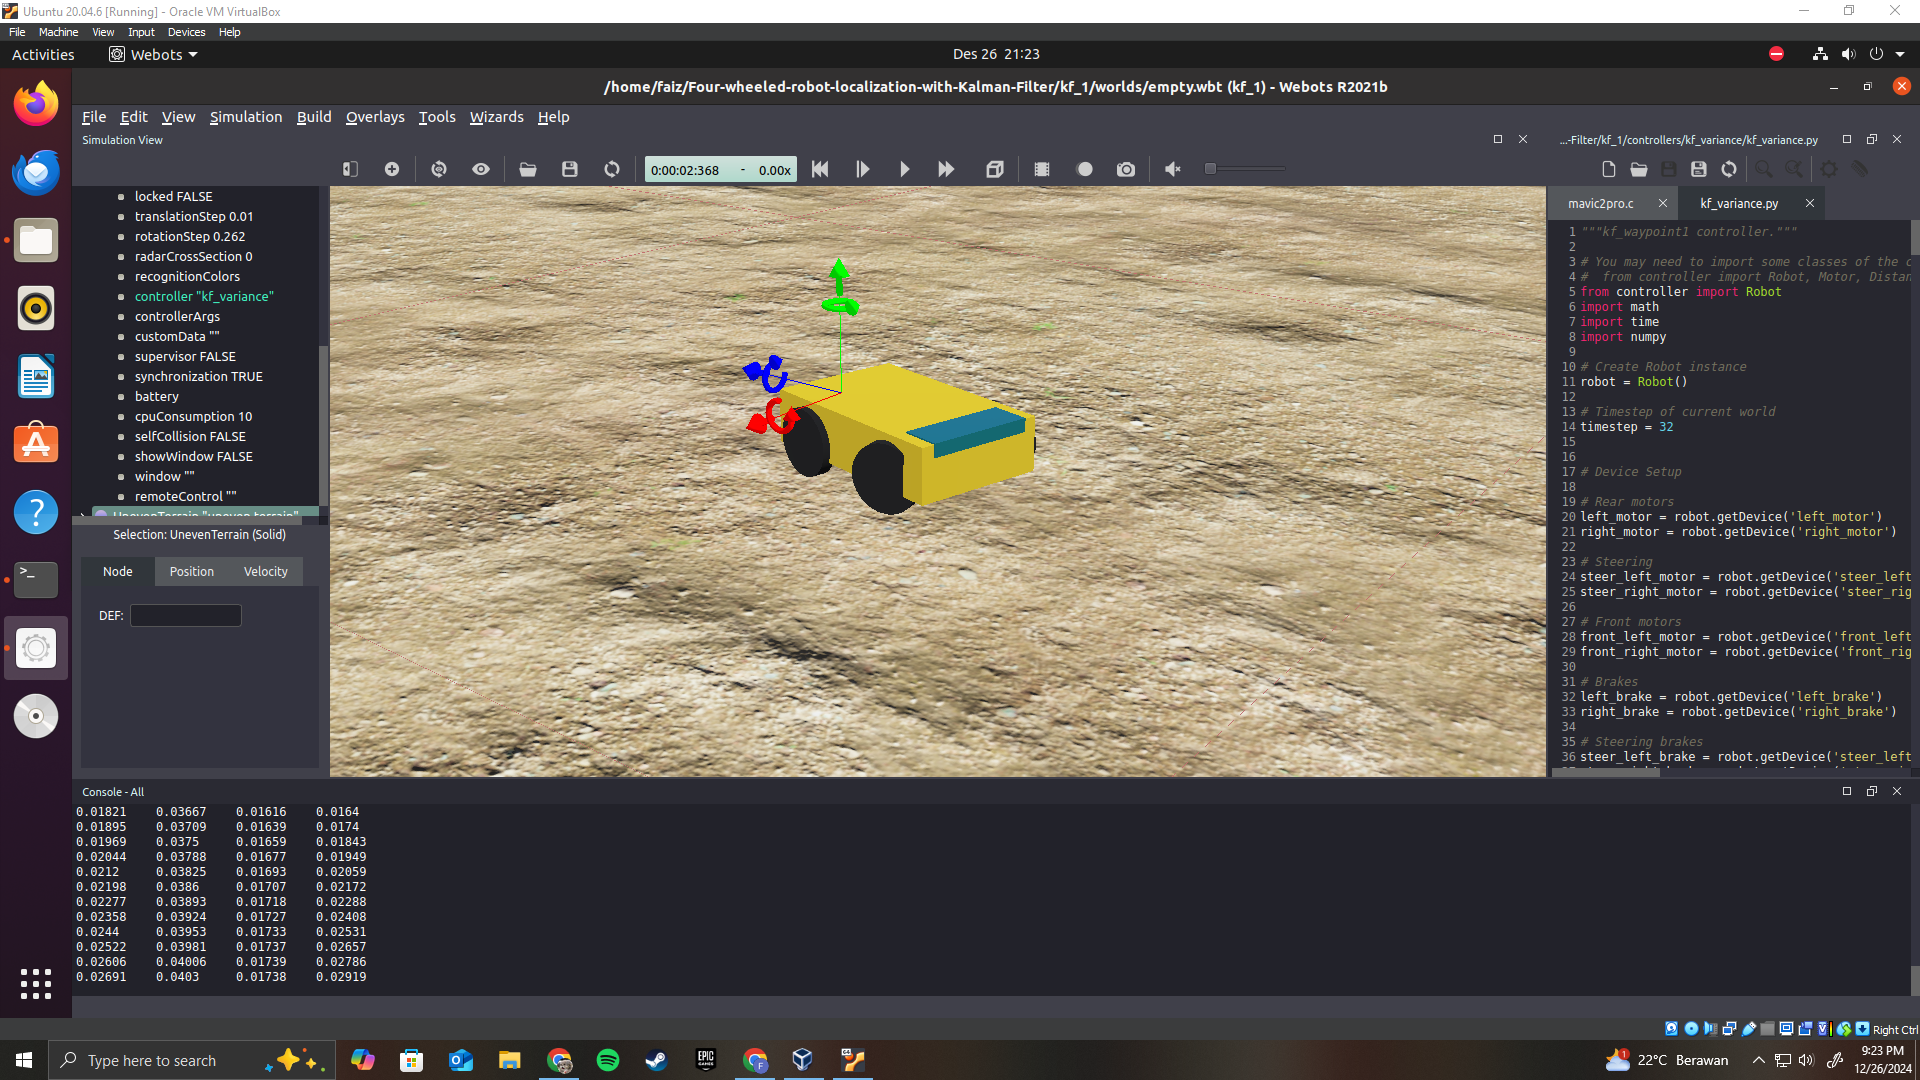 Ubuntu 20.04.6 [Running] - Oracle VM VirtualBox
File Machine View Input Devices Help
Activities Webots Des 26 21:23
/home/faiz/Four-wheeled-robot-localization-with-Kalman-Filter/kf_1/worlds/empty.wbt (kf_1) - Webots R2021b
File Edit View Simulation Build Overlays Tools Wizards Help
Simulation View
...-Filter/kf_1/controllers/kf_variance/kf_variance.py
0:00:02:368 - 0.00x
locked FALSE
translationStep 0.01
rotationStep 0.262
radarCrossSection 0
recognitionColors
controller "kf_variance"
controllerArgs
customData ""
supervisor FALSE
synchronization TRUE
battery
cpuConsumption 10
selfCollision FALSE
showWindow FALSE
window ""
remoteControl ""
UnevenTerrain "uneven terrain"
Selection: UnevenTerrain (Solid)
Node Position Velocity
DEF:
mavic2pro.c kf_variance.py
1 """kf_waypoint1 controller."""
2
3 # You may need to import some classes of the c
4 #  from controller import Robot, Motor, Distan
5 from controller import Robot
6 import math
7 import time
8 import numpy
9
10 # Create Robot instance
11 robot = Robot()
12
13 # Timestep of current world
14 timestep = 32
15
16
17 # Device Setup
18
19 # Rear motors
20 left_motor = robot.getDevice('left_motor')
21 right_motor = robot.getDevice('right_motor')
22
23 # Steering
24 steer_left_motor = robot.getDevice('steer_left
25 steer_right_motor = robot.getDevice('steer_rig
26
27 # Front motors
28 front_left_motor = robot.getDevice('front_left
29 front_right_motor = robot.getDevice('front_rig
30
31 # Brakes
32 left_brake = robot.getDevice('left_brake')
33 right_brake = robot.getDevice('right_brake')
34
35 # Steering brakes
36 steer_left_brake = robot.getDevice('steer_left
Console - All
0.01821 0.03667 0.01616 0.0164
0.01895 0.03709 0.01639 0.0174
0.01969 0.0375 0.01659 0.01843
0.02044 0.03788 0.01677 0.01949
0.0212 0.03825 0.01693 0.02059
0.02198 0.0386 0.01707 0.02172
0.02277 0.03893 0.01718 0.02288
0.02358 0.03924 0.01727 0.02408
0.0244 0.03953 0.01733 0.02531
0.02522 0.03981 0.01737 0.02657
0.02606 0.04006 0.01739 0.02786
0.02691 0.0403 0.01738 0.02919
Right Ctrl
Type here to search
EPIC GAMES
22°C Berawan
9:23 PM
12/26/2024